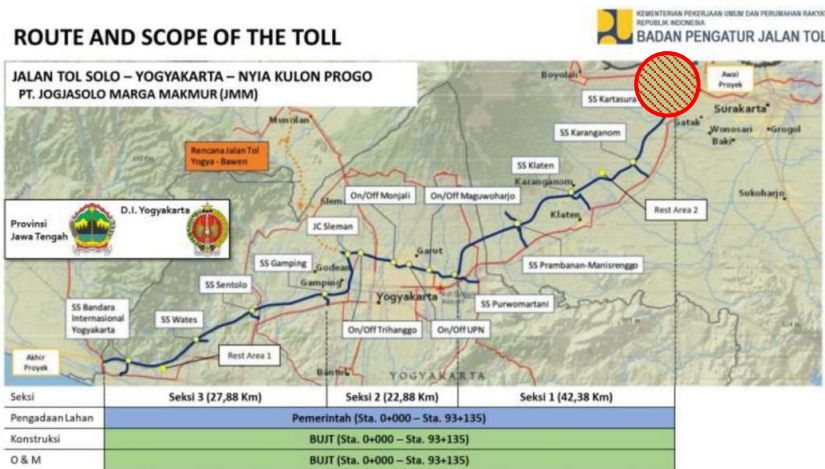 KEMENTERIAN PEKERJAAN UMUM DAN PERUMAHAN RAKYAT
REPUBLIK INDONESIA
BADAN PENGATUR JALAN TOL
ROUTE AND SCOPE OF THE TOLL
JALAN TOL SOLO – YOGYAKARTA – NYIA KULON PROGO
PT. JOGJASOLO MARGA MAKMUR (JMM)
Boyolali
Awal
Proyek
SS Kartasura
Surakarta
Gatak
Wonosari
Grogol
Baki
Muntilan
SS Karanganom
Rencana Jalan Tol
Yogya - Bawen
SS Klaten
Karanganom
Sukoharjo
Slem
On/Off Monjali
On/Off Maguwoharjo
Klaten
Rest Area 2
Provinsi
Jawa Tengah
D.I. Yogyakarta
JC Sleman
Garut
SS Prambanan-Manisrenggo
SS Gamping
Godean
SS Sentolo
Gamping
Yogyakarta
SS Purwomartani
SS Bandara
Internasional
Yogyakarta
SS Wates
On/Off Trihanggo
On/Off UPN
Akhir
Proyek
Rest Area 1
Bantul
YOGYAKARTA
Seksi
Seksi 3 (27,88 Km)
Seksi 2 (22,88 Km)
Seksi 1 (42,38 Km)
Pengadaan Lahan
Pemerintah (Sta. 0+000 – Sta. 93+135)
Konstruksi
BUJT (Sta. 0+000 – Sta. 93+135)
O & M
BUJT (Sta. 0+000 – Sta. 93+135)